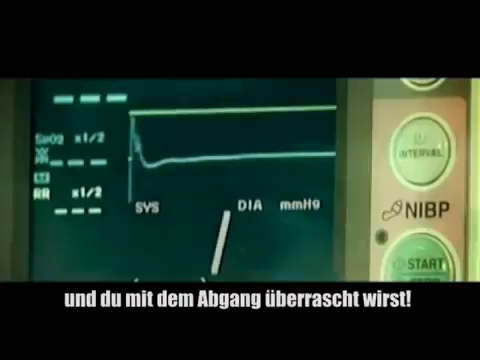 SpO2 x1/2
RR x1/2
SYS DIA mmHg
INTERVAL
NIBP
START
und du mit dem Abgang überrascht wirst!